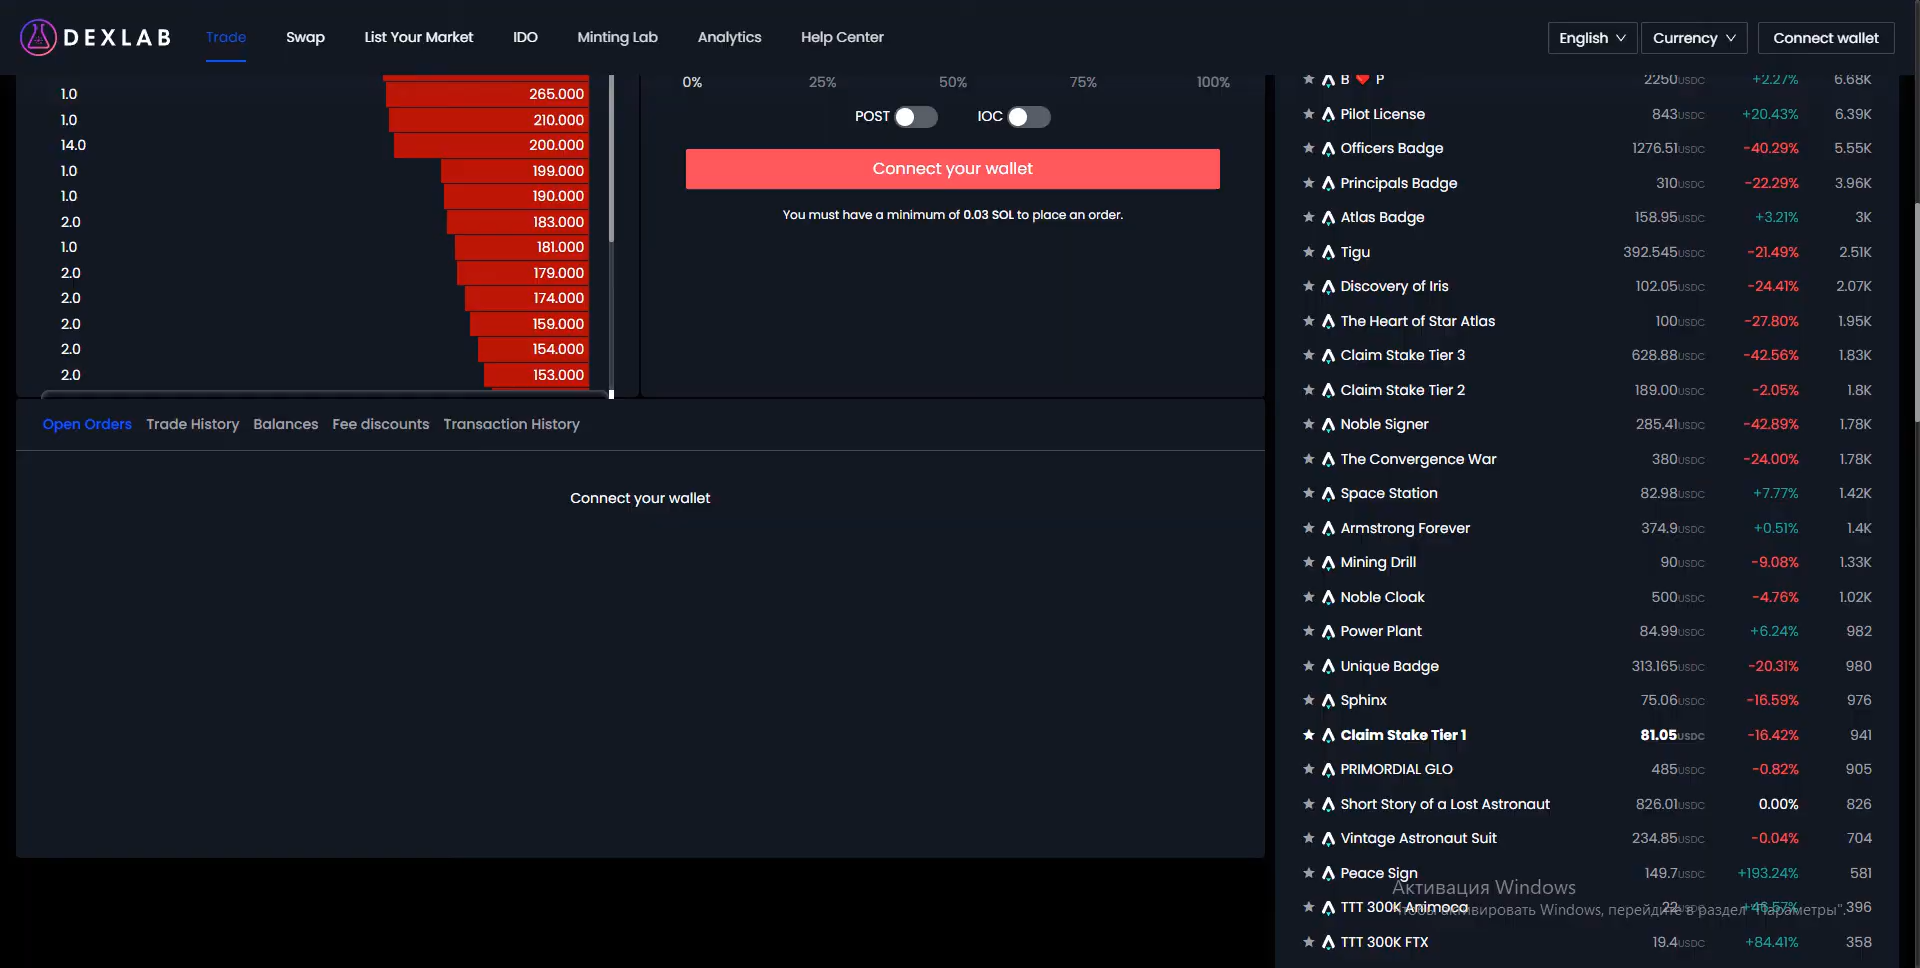 DEXLAB Trade Swap List Your Market IDO Minting Lab Analytics Help Center English Currency Connect wallet
1.0 265.000
1.0 210.000
14.0 200.000
1.0 199.000
1.0 190.000
2.0 183.000
1.0 181.000
2.0 179.000
2.0 174.000
2.0 159.000
2.0 154.000
2.0 153.000
0% 25% 50% 75% 100%
POST IOC
Connect your wallet
You must have a minimum of 0.03 SOL to place an order.
Open Orders Trade History Balances Fee discounts Transaction History
Connect your wallet
B ❤ P 2250USDC +2.27% 6.68K
Pilot License 843USDC +20.43% 6.39K
Officers Badge 1276.51USDC -40.29% 5.55K
Principals Badge 310USDC -22.29% 3.96K
Atlas Badge 158.95USDC +3.21% 3K
Tigu 392.545USDC -21.49% 2.51K
Discovery of Iris 102.05USDC -24.41% 2.07K
The Heart of Star Atlas 100USDC -27.80% 1.95K
Claim Stake Tier 3 628.88USDC -42.56% 1.83K
Claim Stake Tier 2 189.00USDC -2.05% 1.8K
Noble Signer 285.41USDC -42.89% 1.78K
The Convergence War 380USDC -24.00% 1.78K
Space Station 82.98USDC +7.77% 1.42K
Armstrong Forever 374.9USDC +0.51% 1.4K
Mining Drill 90USDC -9.08% 1.33K
Noble Cloak 500USDC -4.76% 1.02K
Power Plant 84.99USDC +6.24% 982
Unique Badge 313.165USDC -20.31% 980
Sphinx 75.06USDC -16.59% 976
Claim Stake Tier 1 81.05USDC -16.42% 941
PRIMORDIAL GLO 485USDC -0.82% 905
Short Story of a Lost Astronaut 826.01USDC 0.00% 826
Vintage Astronaut Suit 234.85USDC -0.04% 704
Peace Sign 149.7USDC +193.24% 581
Активация Windows
TTT 300K Animoca 22USDC +46.57% 396
Чтобы активировать Windows, перейдите в раздел "Параметры".
TTT 300K FTX 19.4USDC +84.41% 358